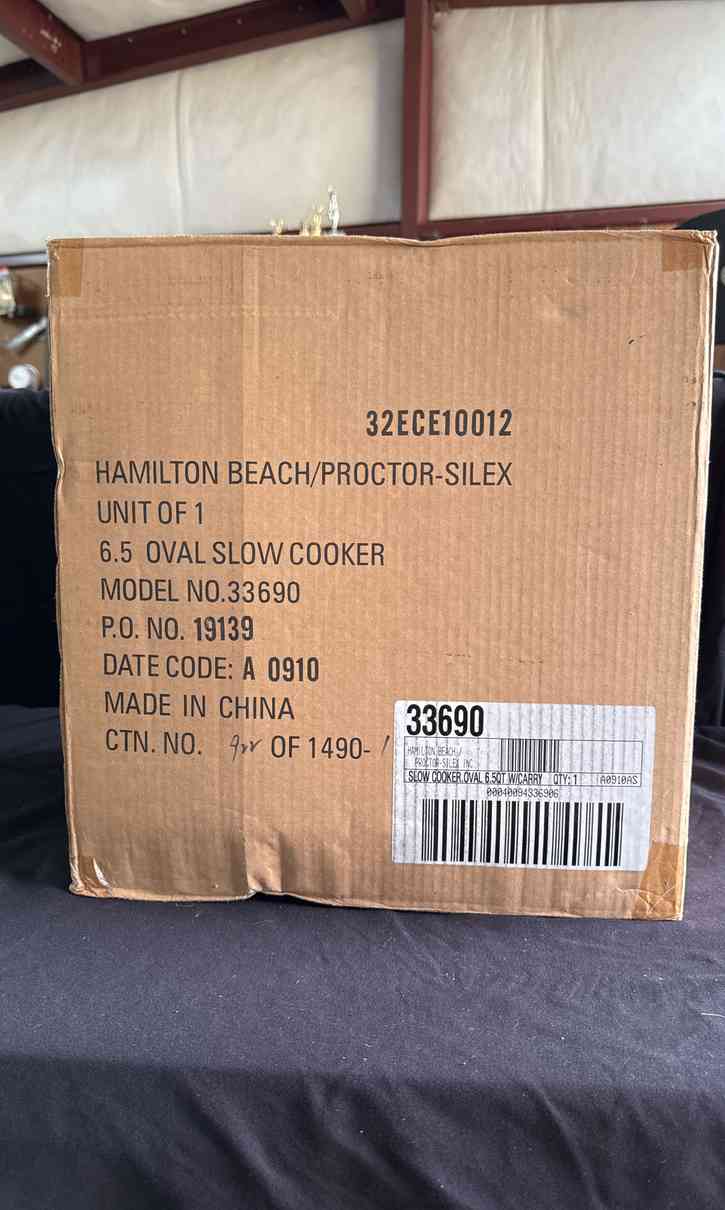 32ECE10012
HAMILTON BEACH/PROCTOR-SILEX
UNIT OF 1
6.5 OVAL SLOW COOKER
MODEL NO.33690
P.O. NO. 19139
DATE CODE: A 0910
MADE IN CHINA
CTN. NO. OF 1490-1
33690
HAMILTON BEACH/
PROCTOR-SILEX INC
SLOW COOKER,OVAL 6.5QT W/CARRY QTY: 1 A0910AS
00040094336906